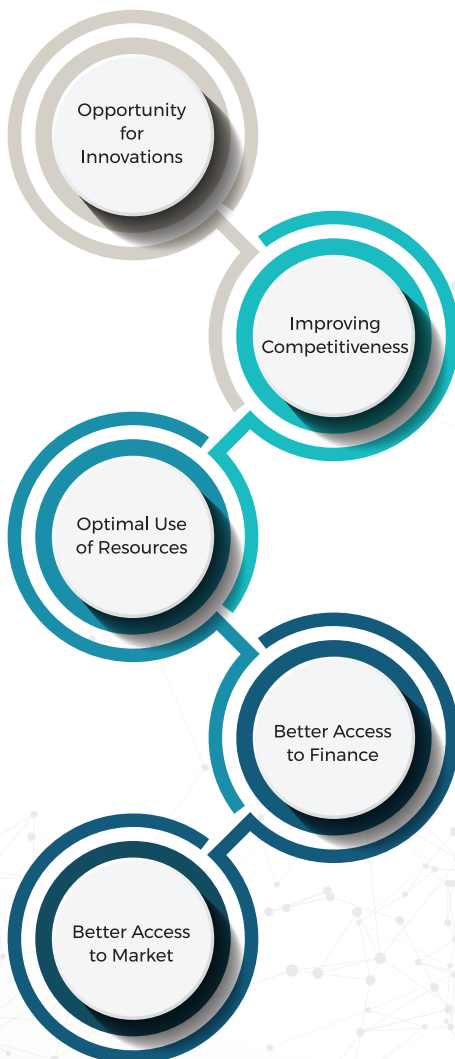 Opportunity
for
Innovations
Improving
Competitiveness
Optimal Use
of Resources
Better Access
to Finance
Better Access
to Market